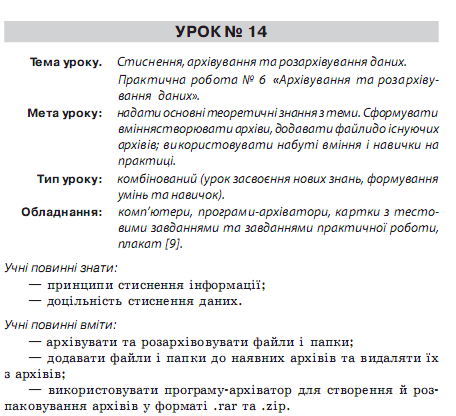 УРОК № 14
Тема уроку. Стиснення, архівування та розархівування даних.
Практична робота № 6 «Архівування та розархіву-
вання даних».
Мета уроку: надати основні теоретичні знання з теми. Сформувати
вміннястворювати архіви, додавати файлидо існуючих
архівів; використовувати набуті вміння і навички на
практиці.
Тип уроку: комбінований (урок засвоєння нових знань, формування
умінь та навичок).
Обладнання: комп’ютери, програми-архіватори, картки з тесто-
вими завданнями та завданнями практичної роботи,
плакат [9].
Учні повинні знати:
— принципи стиснення інформації;
— доцільність стиснення даних.
Учні повинні вміти:
— архівувати та розархівовувати файли і папки;
— додавати файли і папки до наявних архівів та видаляти їх
з архівів;
— використовувати програму-архіватор для створення й роз-
паковування архівів у форматі .rar та .zip.